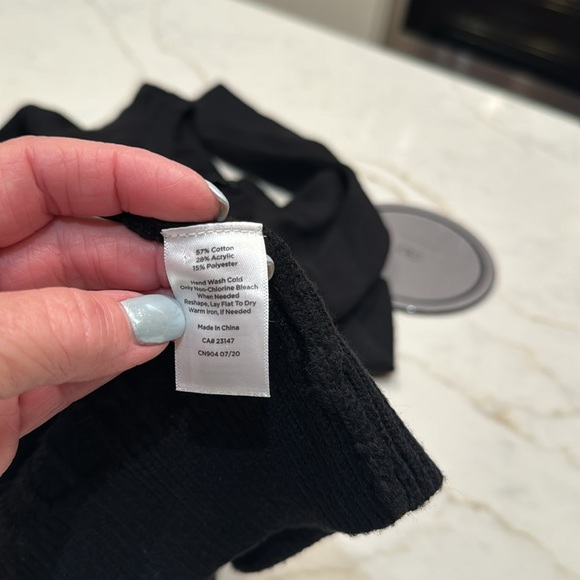 57% Cotton
28% Acrylic
15% Polyester
Hand Wash Cold
Only Non-Chlorine Bleach
When Needed
Reshape, Lay Flat To Dry
Warm Iron, If Needed
Made In China
CA# 23147
CN904 07/20